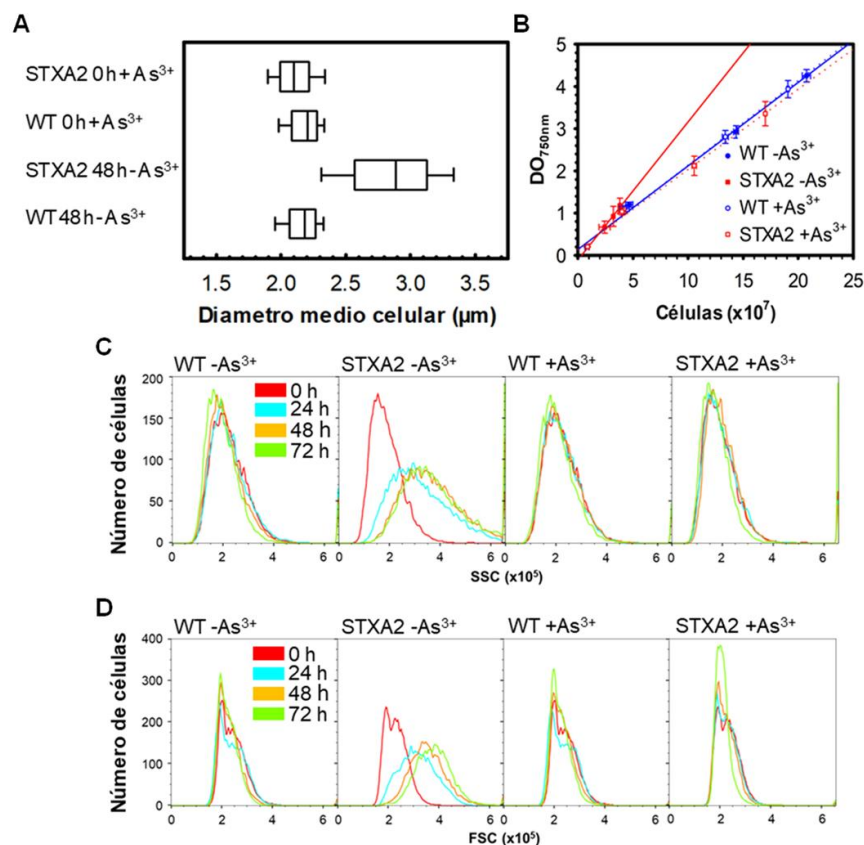 A
STXA2 0h+As³⁺
WT 0h+As³⁺
STXA2 48h-As³⁺
WT48h-As³⁺
1.5 2.0 2.5 3.0 3.5
Diametro medio celular (µm)
B
DO750nm
5
4
3
2
1
0
WT -As³⁺
STXA2 -As³⁺
WT +As³⁺
STXA2 +As³⁺
0 5 10 15 20 25
Células (x10⁷)
C
WT -As³⁺ STXA2 -As³⁺ WT +As³⁺ STXA2 +As³⁺
Número de células
200
150
100
50
0
0 h
24 h
48 h
72 h
0 2 4 6 0 2 4 6 0 2 4 6 0 2 4 6
SSC (x10⁵)
D
WT -As³⁺ STXA2 -As³⁺ WT +As³⁺ STXA2 +As³⁺
Número de células
400
300
200
100
0
0 h
24 h
48 h
72 h
0 2 4 6 0 2 4 6 0 2 4 6 0 2 4 6
FSC (x10⁵)